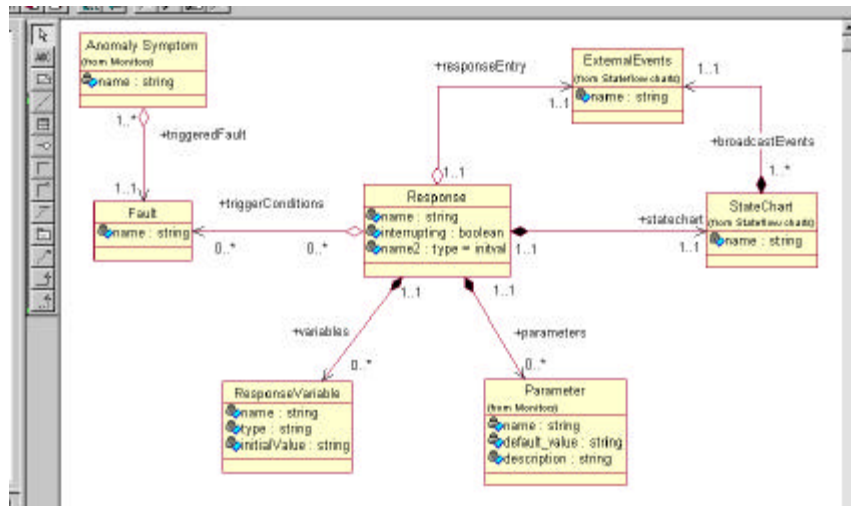 Anomaly Symptom
(from Monitors)
name : string
1..*
+triggeredFault
1..1
Fault
name : string
0..*
+triggerConditions
0..*
+responseEntry
1..1
1..1
ExternalEvents
(from Stateflow charts)
name : string
1..1
+broadcastEvents
1..*
StateChart
(from Stateflow charts)
name : string
Response
name : string
interrupting : boolean
name2 : type = initval
1..1
+statechart
1..1
1..1
+variables
0..*
1..1
+parameters
0..*
ResponseVariable
name : string
type : string
initialValue : string
Parameter
(from Monitors)
name : string
default_value : string
description : string
ABC